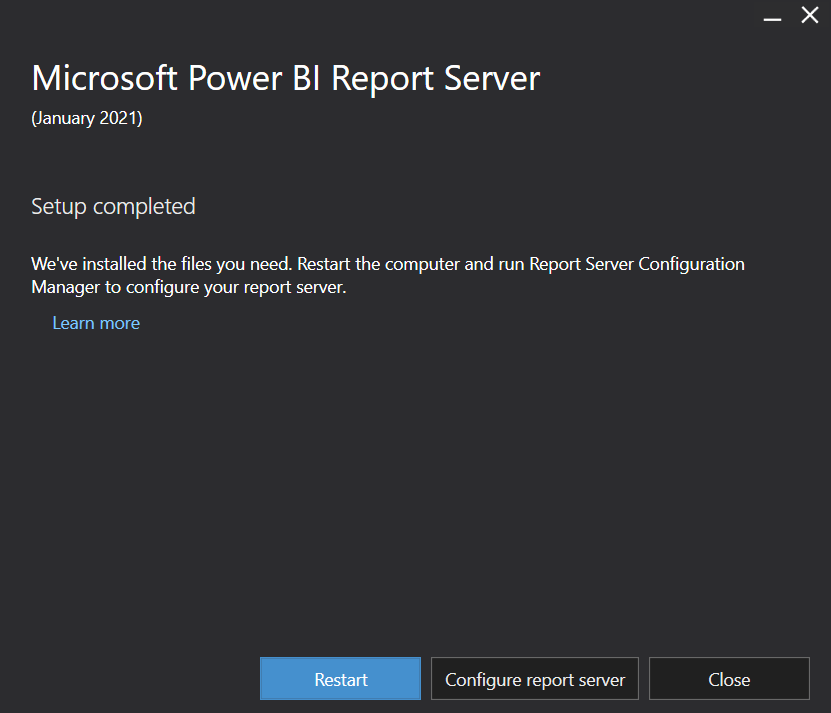 Microsoft Power BI Report Server
(January 2021)
Setup completed
We've installed the files you need. Restart the computer and run Report Server Configuration
Manager to configure your report server.
Learn more
Restart
Configure report server
Close